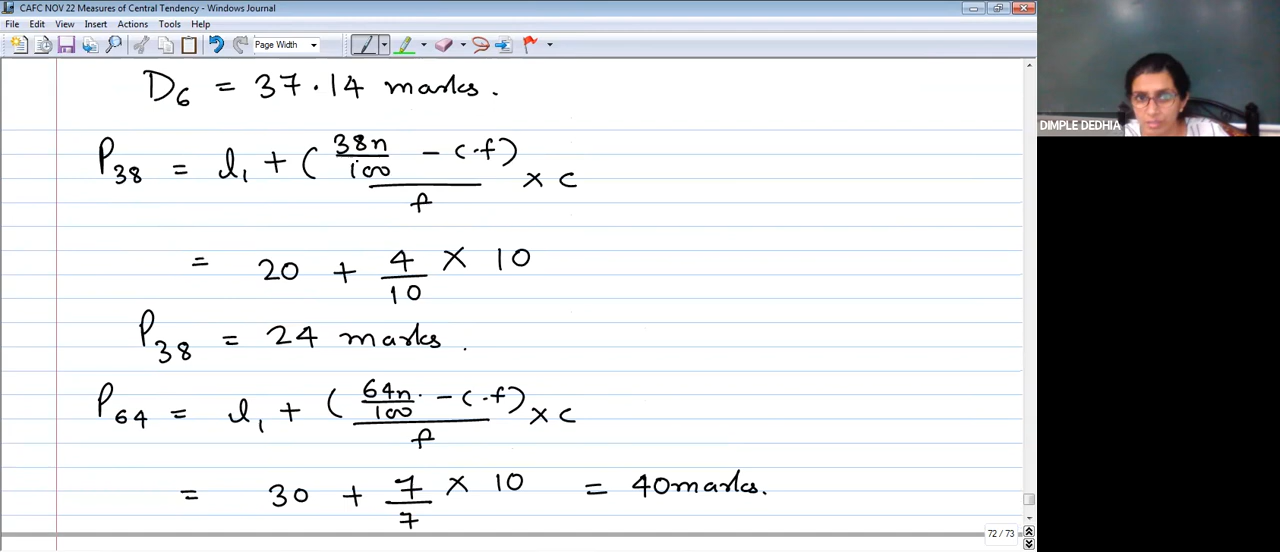 CAFC NOV 22 Measures of Central Tendency - Windows Journal
File Edit View Insert Actions Tools Help
Page Width
D6 = 37.14 marks.
P38 = l1 + (38n/100 - c.f)/f × c
= 20 + 4/10 × 10
P38 = 24 marks.
P64 = l1 + (64n/100 - c.f)/f × c
= 30 + 7/7 × 10 = 40 marks.
72 / 73
DIMPLE DEDHIA